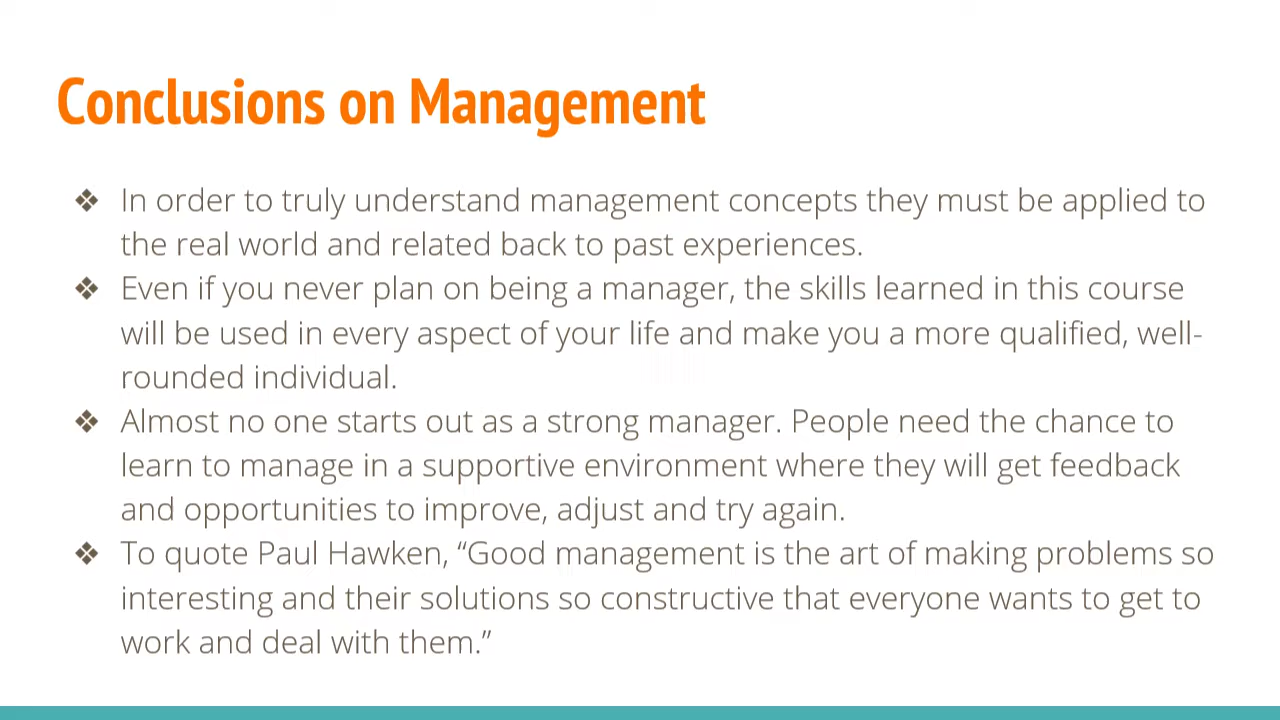 Conclusions on Management
❖ In order to truly understand management concepts they must be applied to
the real world and related back to past experiences.
❖ Even if you never plan on being a manager, the skills learned in this course
will be used in every aspect of your life and make you a more qualified, well-
rounded individual.
❖ Almost no one starts out as a strong manager. People need the chance to
learn to manage in a supportive environment where they will get feedback
and opportunities to improve, adjust and try again.
❖ To quote Paul Hawken, “Good management is the art of making problems so
interesting and their solutions so constructive that everyone wants to get to
work and deal with them.”